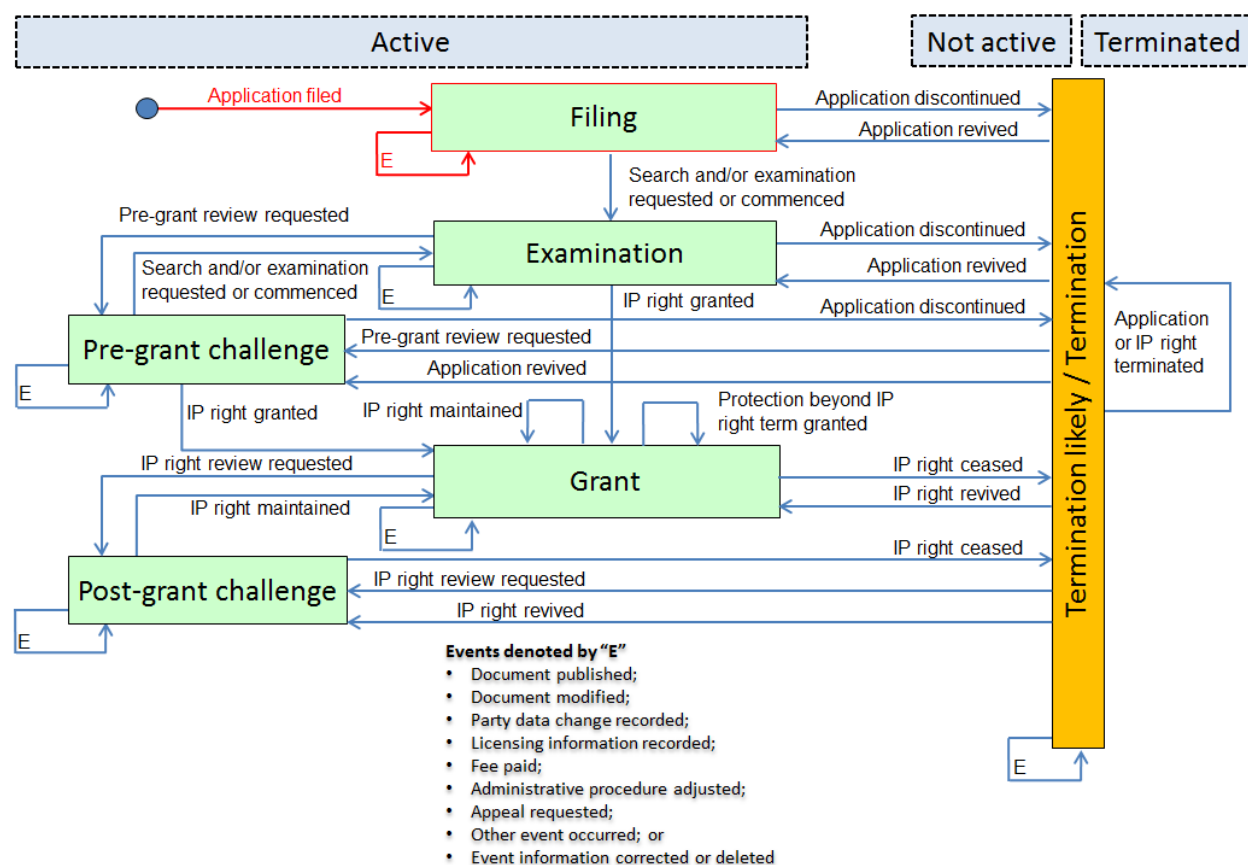 Active
Not active
Terminated
Application filed
Filing
Application discontinued
Application revived
E
Search and/or examination
requested or commenced
Pre-grant review requested
Examination
Application discontinued
Application revived
Search and/or examination
requested or commenced
E
IP right granted
Application discontinued
Pre-grant challenge
Pre-grant review requested
Application revived
E
Application
or IP right
terminated
Termination likely / Termination
IP right granted
IP right maintained
Protection beyond IP
right term granted
IP right review requested
Grant
IP right ceased
IP right revived
IP right maintained
E
IP right ceased
Post-grant challenge
IP right review requested
IP right revived
E
Events denoted by “E”
• Document published;
• Document modified;
• Party data change recorded;
• Licensing information recorded;
• Fee paid;
• Administrative procedure adjusted;
• Appeal requested;
• Other event occurred; or
• Event information corrected or deleted
E